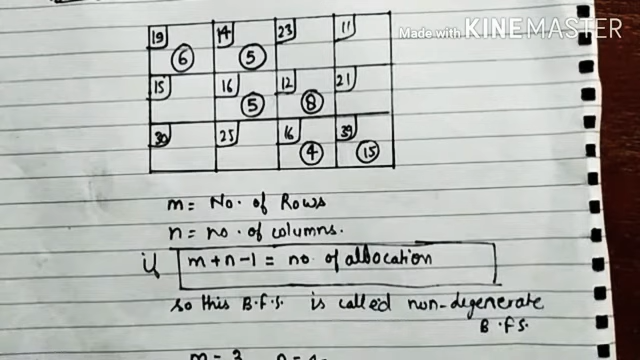 Made with KINEMASTER
19 14 23 11
6 5
15 16 12 21
5 8
30 25 16 39
4 15
m = No. of Rows
n = no. of columns.
if m+n-1 = no of allocation
so this B.F.S. is called non-degenerate
B.F.S.
m = 3